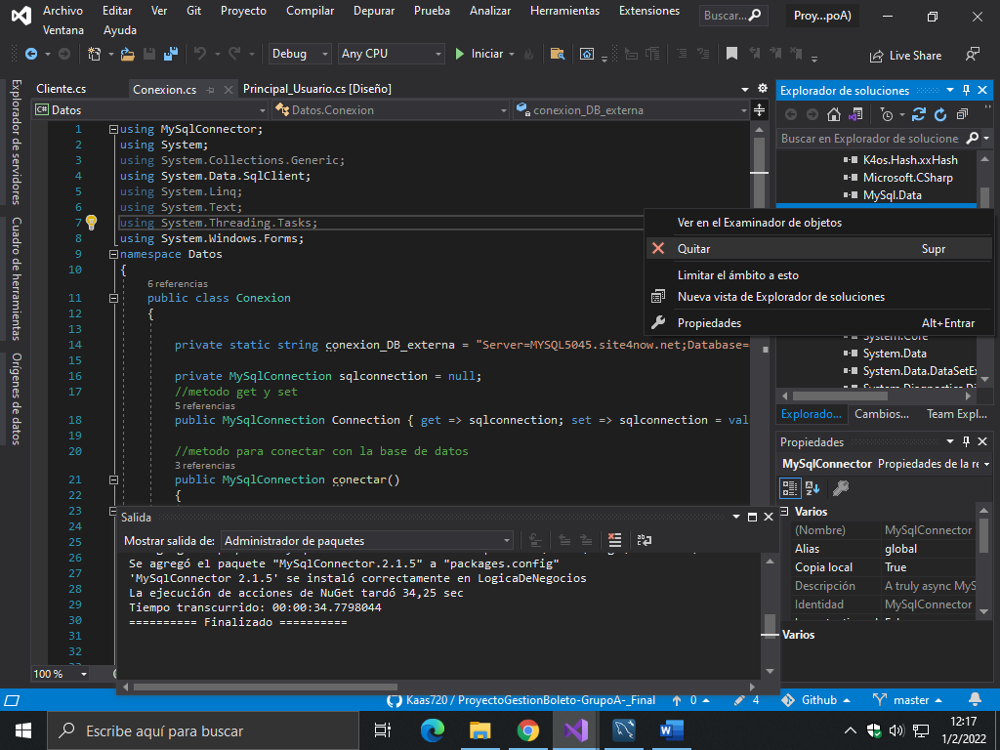 Archivo Editar Ver Git Proyecto Compilar Depurar Prueba Analizar Herramientas Extensiones
Ventana Ayuda
Buscar...
Proy...poA)
Debug
Any CPU
Iniciar
Live Share
Explorador de servidores
Cuadro de herramientas
Orígenes de datos
Cliente.cs
Conexion.cs
Principal_Usuario.cs [Diseño]
C# Datos
Datos.Conexion
conexion_DB_externa
1 using MySqlConnector;
2 using System;
3 using System.Collections.Generic;
4 using System.Data.SqlClient;
5 using System.Linq;
6 using System.Text;
7 using System.Threading.Tasks;
8 using System.Windows.Forms;
9 namespace Datos
10 {
6 referencias
11 public class Conexion
12 {
13
14 private static string conexion_DB_externa = "Server=MYSQL5045.site4now.net;Database=
15
16 private MySqlConnection sqlconnection = null;
17 //metodo get y set
5 referencias
18 public MySqlConnection Connection { get => sqlconnection; set => sqlconnection = val
19
20 //metodo para conectar con la base de datos
3 referencias
21 public MySqlConnection conectar()
22 {
23
24
25
26
27
28
29
30
31
32
100 %
Explorador de soluciones
Buscar en Explorador de solucione
K4os.Hash.xxHash
Microsoft.CSharp
MySql.Data
Ver en el Examinador de objetos
Quitar Supr
Limitar el ámbito a esto
Nueva vista de Explorador de soluciones
Propiedades Alt+Entrar
System.Core
System.Data
System.Data.DataSetEx
Explorado... Cambios... Team Expl...
Propiedades
MySqlConnector Propiedades de la re
Varios
(Nombre) MySqlConnector
Alias global
Copia local True
Descripción A truly async MyS
Identidad MySqlConnector
Varios
Salida
Mostrar salida de: Administrador de paquetes
Se agregó el paquete "MySqlConnector.2.1.5" a "packages.config"
'MySqlConnector 2.1.5' se instaló correctamente en LogicaDeNegocios
La ejecución de acciones de NuGet tardó 34,25 sec
Tiempo transcurrido: 00:00:34.7798044
========== Finalizado ==========
Kaas720 / ProyectoGestionBoleto-GrupoA-_Final
0
4
Github
master
Escribe aquí para buscar
12:17
1/2/2022